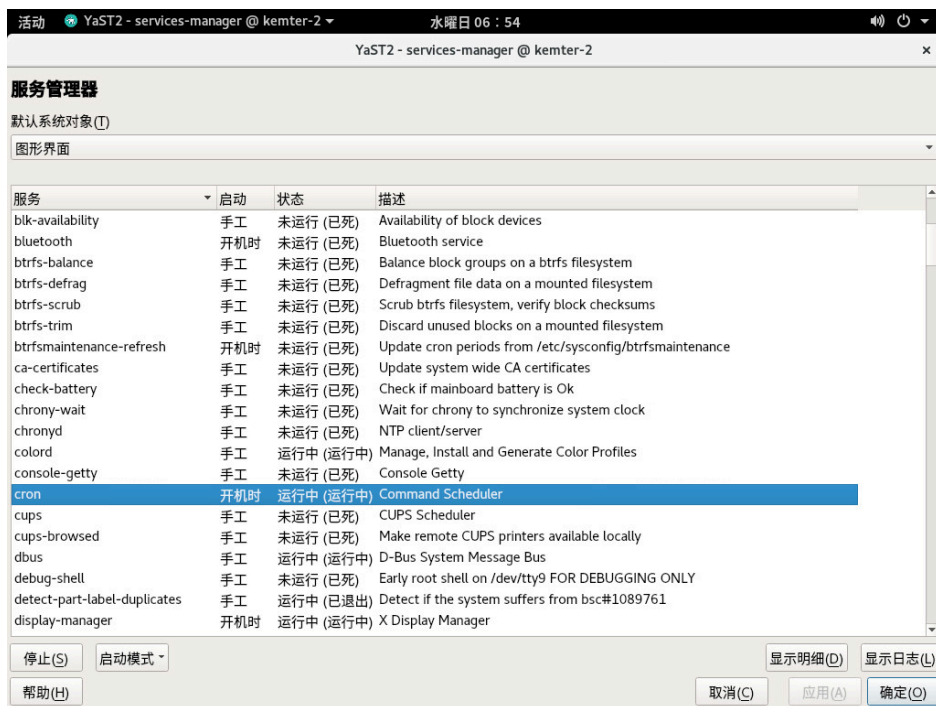 活动 YaST2 - services-manager @ kemter-2 水曜日 06：54
YaST2 - services-manager @ kemter-2 ×
服务管理器
默认系统对象(T)
图形界面
服务 启动 状态 描述
blk-availability 手工 未运行 (已死) Availability of block devices
bluetooth 开机时 未运行 (已死) Bluetooth service
btrfs-balance 手工 未运行 (已死) Balance block groups on a btrfs filesystem
btrfs-defrag 手工 未运行 (已死) Defragment file data on a mounted filesystem
btrfs-scrub 手工 未运行 (已死) Scrub btrfs filesystem, verify block checksums
btrfs-trim 手工 未运行 (已死) Discard unused blocks on a mounted filesystem
btrfsmaintenance-refresh 开机时 未运行 (已死) Update cron periods from /etc/sysconfig/btrfsmaintenance
ca-certificates 手工 未运行 (已死) Update system wide CA certificates
check-battery 手工 未运行 (已死) Check if mainboard battery is Ok
chrony-wait 手工 未运行 (已死) Wait for chrony to synchronize system clock
chronyd 手工 未运行 (已死) NTP client/server
colord 手工 运行中 (运行中) Manage, Install and Generate Color Profiles
console-getty 手工 未运行 (已死) Console Getty
cron 开机时 运行中 (运行中) Command Scheduler
cups 手工 未运行 (已死) CUPS Scheduler
cups-browsed 手工 未运行 (已死) Make remote CUPS printers available locally
dbus 手工 运行中 (运行中) D-Bus System Message Bus
debug-shell 手工 未运行 (已死) Early root shell on /dev/tty9 FOR DEBUGGING ONLY
detect-part-label-duplicates 手工 运行中 (已退出) Detect if the system suffers from bsc#1089761
display-manager 开机时 运行中 (运行中) X Display Manager
停止(S) 启动模式 显示明细(D) 显示日志(L)
帮助(H) 取消(C) 应用(A) 确定(O)